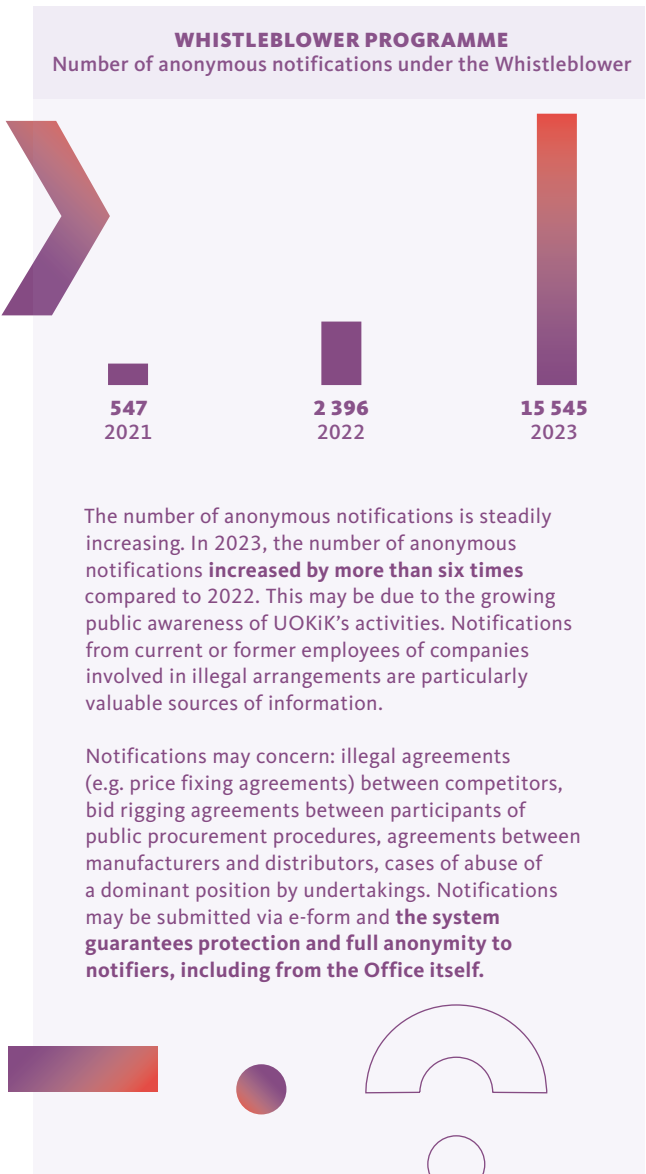 WHISTLEBLOWER PROGRAMME
Number of anonymous notifications under the Whistleblower
547
2021
2 396
2022
15 545
2023
The number of anonymous notifications is steadily
increasing. In 2023, the number of anonymous
notifications increased by more than six times
compared to 2022. This may be due to the growing
public awareness of UOKiK's activities. Notifications
from current or former employees of companies
involved in illegal arrangements are particularly
valuable sources of information.
Notifications may concern: illegal agreements
(e.g. price fixing agreements) between competitors,
bid rigging agreements between participants of
public procurement procedures, agreements between
manufacturers and distributors, cases of abuse of
a dominant position by undertakings. Notifications
may be submitted via e-form and the system
guarantees protection and full anonymity to
notifiers, including from the Office itself.